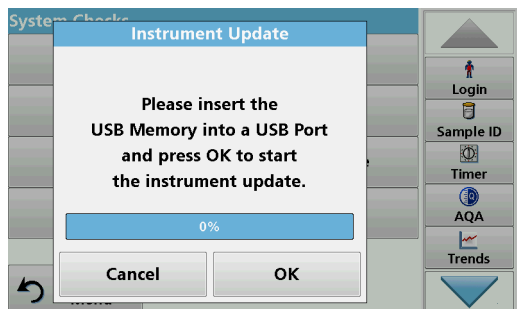 System Checks
Instrument Update
Please insert the
USB Memory into a USB Port
and press OK to start
the instrument update.
0%
Cancel
OK
Menu
Login
Sample ID
Timer
AQA
Trends